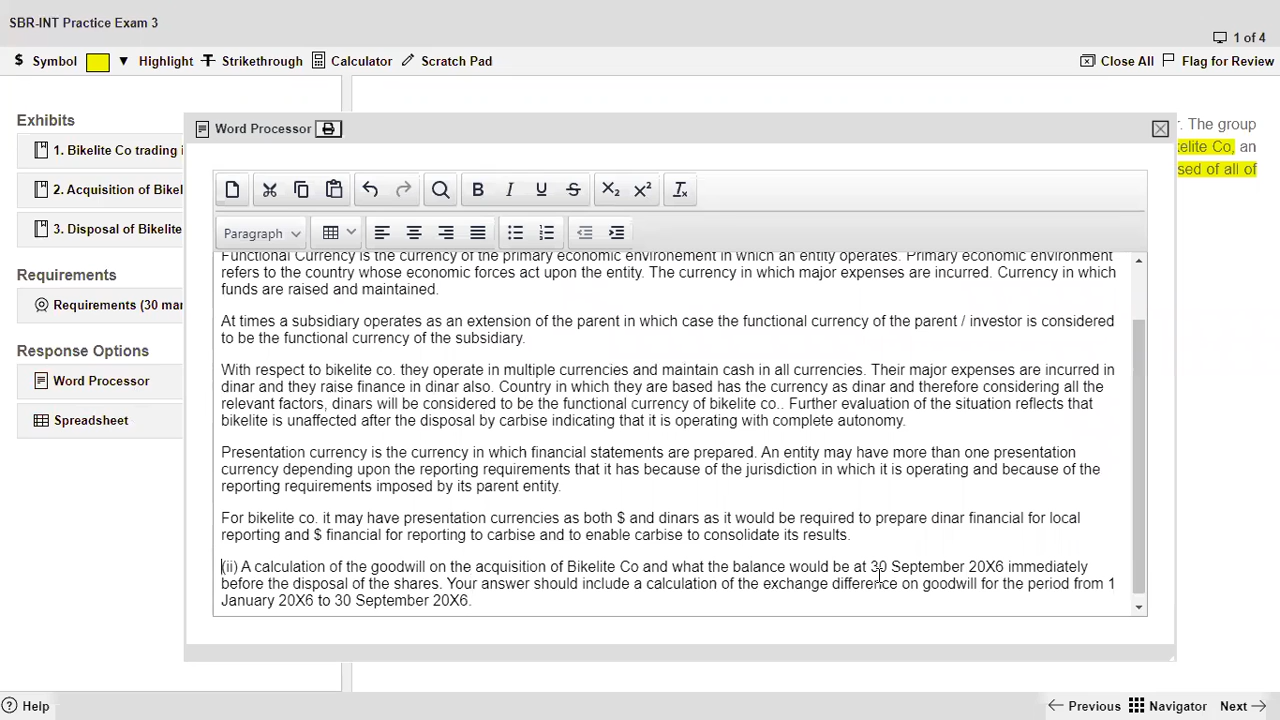 SBR-INT Practice Exam 3
1 of 4
$ Symbol Highlight Strikethrough Calculator Scratch Pad Close All Flag for Review
Exhibits
1. Bikelite Co trading i
2. Acquisition of Bikel
3. Disposal of Bikelite
Requirements
Requirements (30 mar
Response Options
Word Processor
Spreadsheet
r. The group
kelite Co, an
sed of all of
Word Processor
B I U S X₂ X² Tx
Paragraph
Functional Currency is the currency of the primary economic environement in which an entity operates. Primary economic environment
refers to the country whose economic forces act upon the entity. The currency in which major expenses are incurred. Currency in which
funds are raised and maintained.
At times a subsidiary operates as an extension of the parent in which case the functional currency of the parent / investor is considered
to be the functional currency of the subsidiary.
With respect to bikelite co. they operate in multiple currencies and maintain cash in all currencies. Their major expenses are incurred in
dinar and they raise finance in dinar also. Country in which they are based has the currency as dinar and therefore considering all the
relevant factors, dinars will be considered to be the functional currency of bikelite co.. Further evaluation of the situation reflects that
bikelite is unaffected after the disposal by carbise indicating that it is operating with complete autonomy.
Presentation currency is the currency in which financial statements are prepared. An entity may have more than one presentation
currency depending upon the reporting requirements that it has because of the jurisdiction in which it is operating and because of the
reporting requirements imposed by its parent entity.
For bikelite co. it may have presentation currencies as both $ and dinars as it would be required to prepare dinar financial for local
reporting and $ financial for reporting to carbise and to enable carbise to consolidate its results.
(ii) A calculation of the goodwill on the acquisition of Bikelite Co and what the balance would be at 30 September 20X6 immediately
before the disposal of the shares. Your answer should include a calculation of the exchange difference on goodwill for the period from 1
January 20X6 to 30 September 20X6.
Help Previous Navigator Next